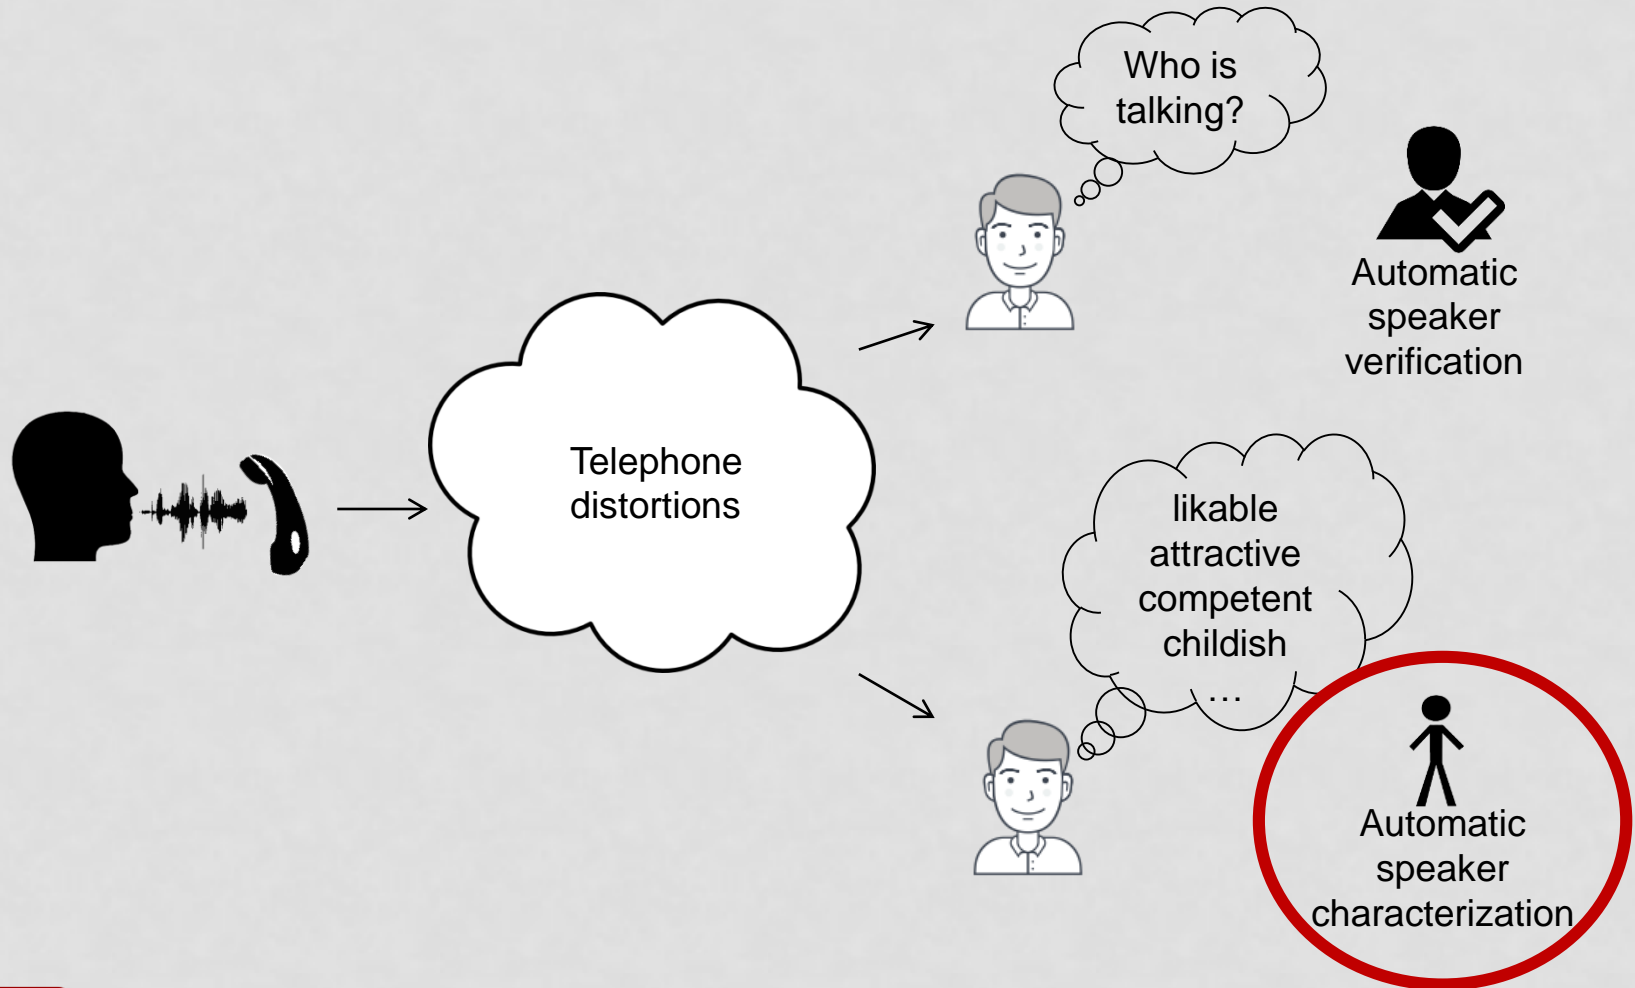 Who is
talking?
Automatic
speaker
verification
Telephone
distortions
likable
attractive
competent
childish
…
Automatic
speaker
characterization